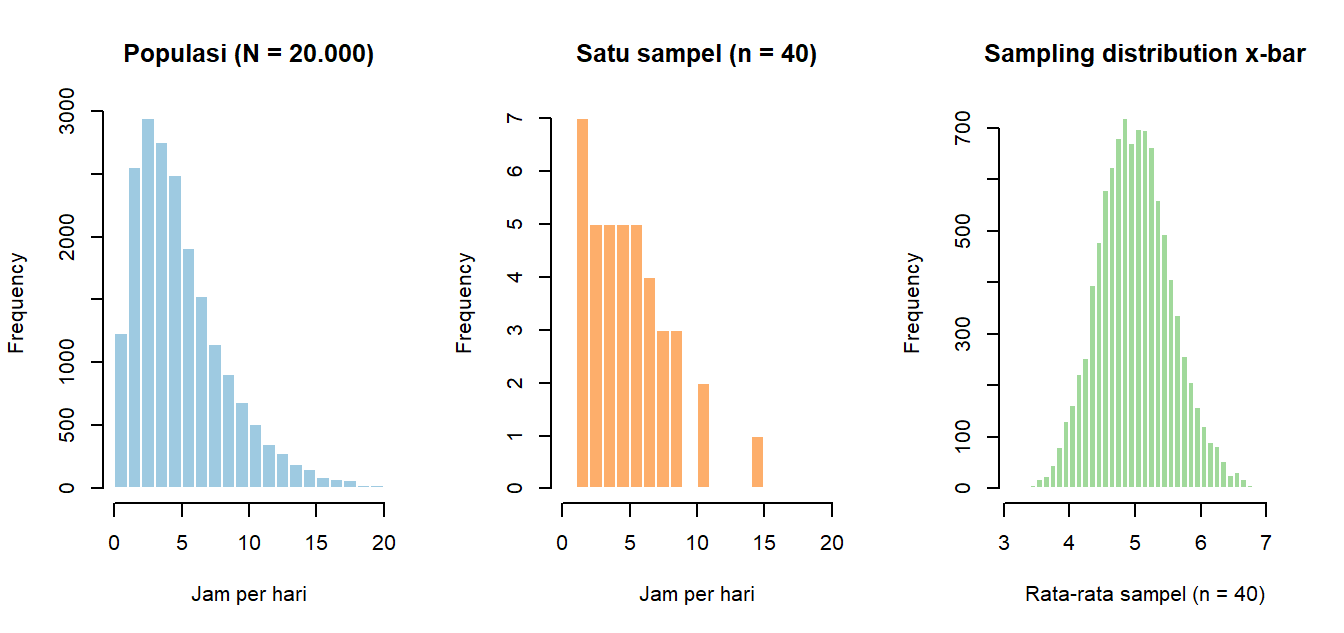 Populasi (N = 20.000)
Frequency
3000
2000
1000
500
0
0 5 10 15 20
Jam per hari
Satu sampel (n = 40)
Frequency
7
6
5
4
3
2
1
0
0 5 10 15 20
Jam per hari
Sampling distribution x-bar
Frequency
700
500
300
100
0
3 4 5 6 7
Rata-rata sampel (n = 40)